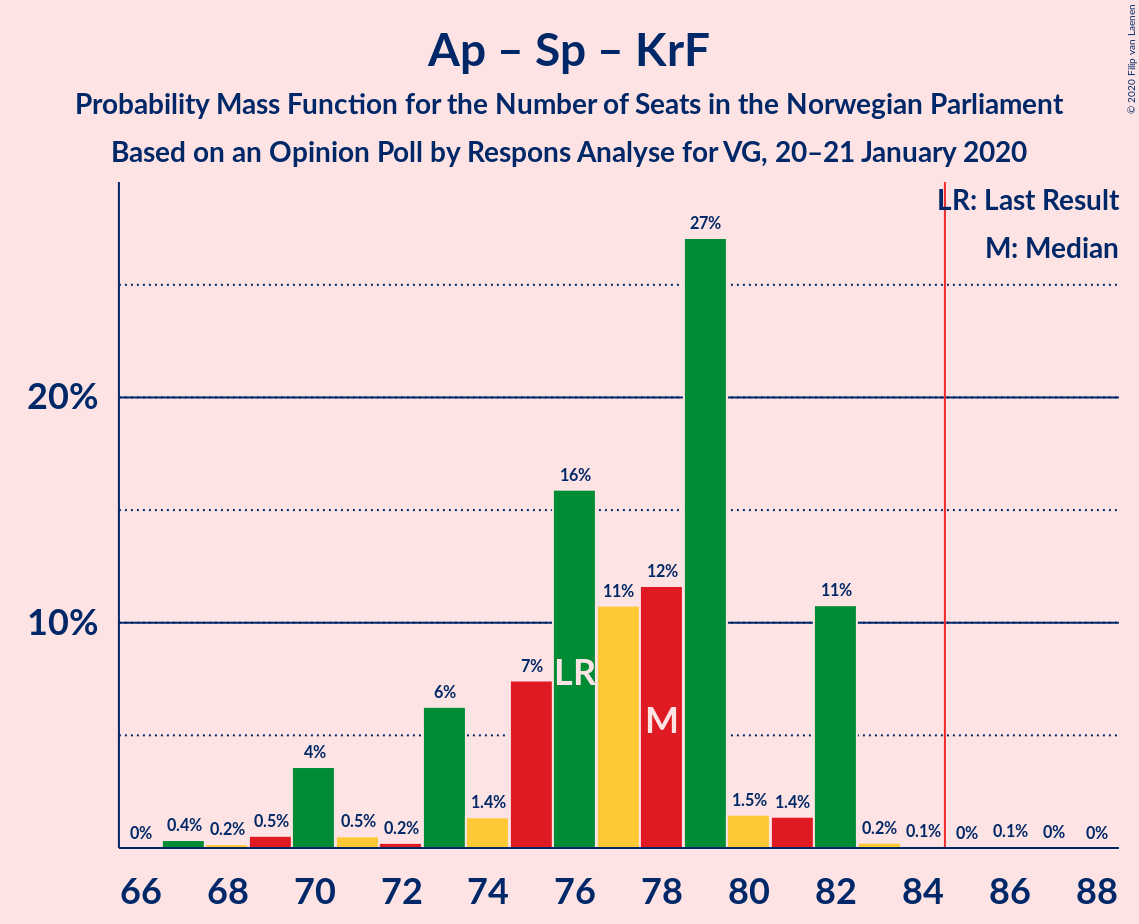 Ap – Sp – KrF
Probability Mass Function for the Number of Seats in the Norwegian Parliament
Based on an Opinion Poll by Respons Analyse for VG, 20–21 January 2020
© 2020 Filip van Laenen
LR: Last Result
M: Median
20%
10%
0%
0.4%
0.2%
0.5%
4%
0.5%
0.2%
6%
1.4%
7%
16%
11%
12%
27%
1.5%
1.4%
11%
0.2%
0.1%
0%
0.1%
0%
0%
LR
M
66 68 70 72 74 76 78 80 82 84 86 88